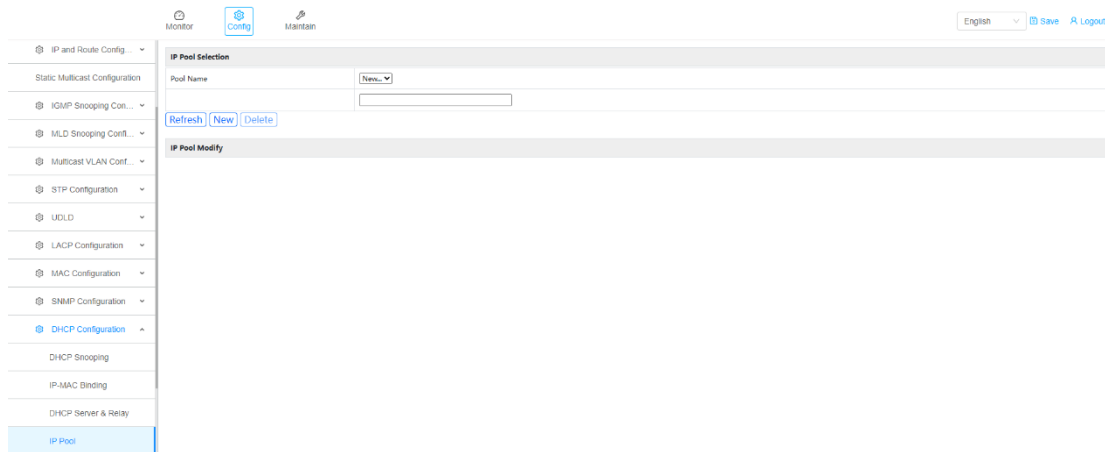 Monitor
Config
Maintain
English
Save
Logout
IP and Route Config...
Static Multicast Configuration
IGMP Snooping Con...
MLD Snooping Confi...
Multicast VLAN Conf...
STP Configuration
UDLD
LACP Configuration
MAC Configuration
SNMP Configuration
DHCP Configuration
DHCP Snooping
IP-MAC Binding
DHCP Server & Relay
IP Pool
IP Pool Selection
Pool Name
New...
Refresh New Delete
IP Pool Modify